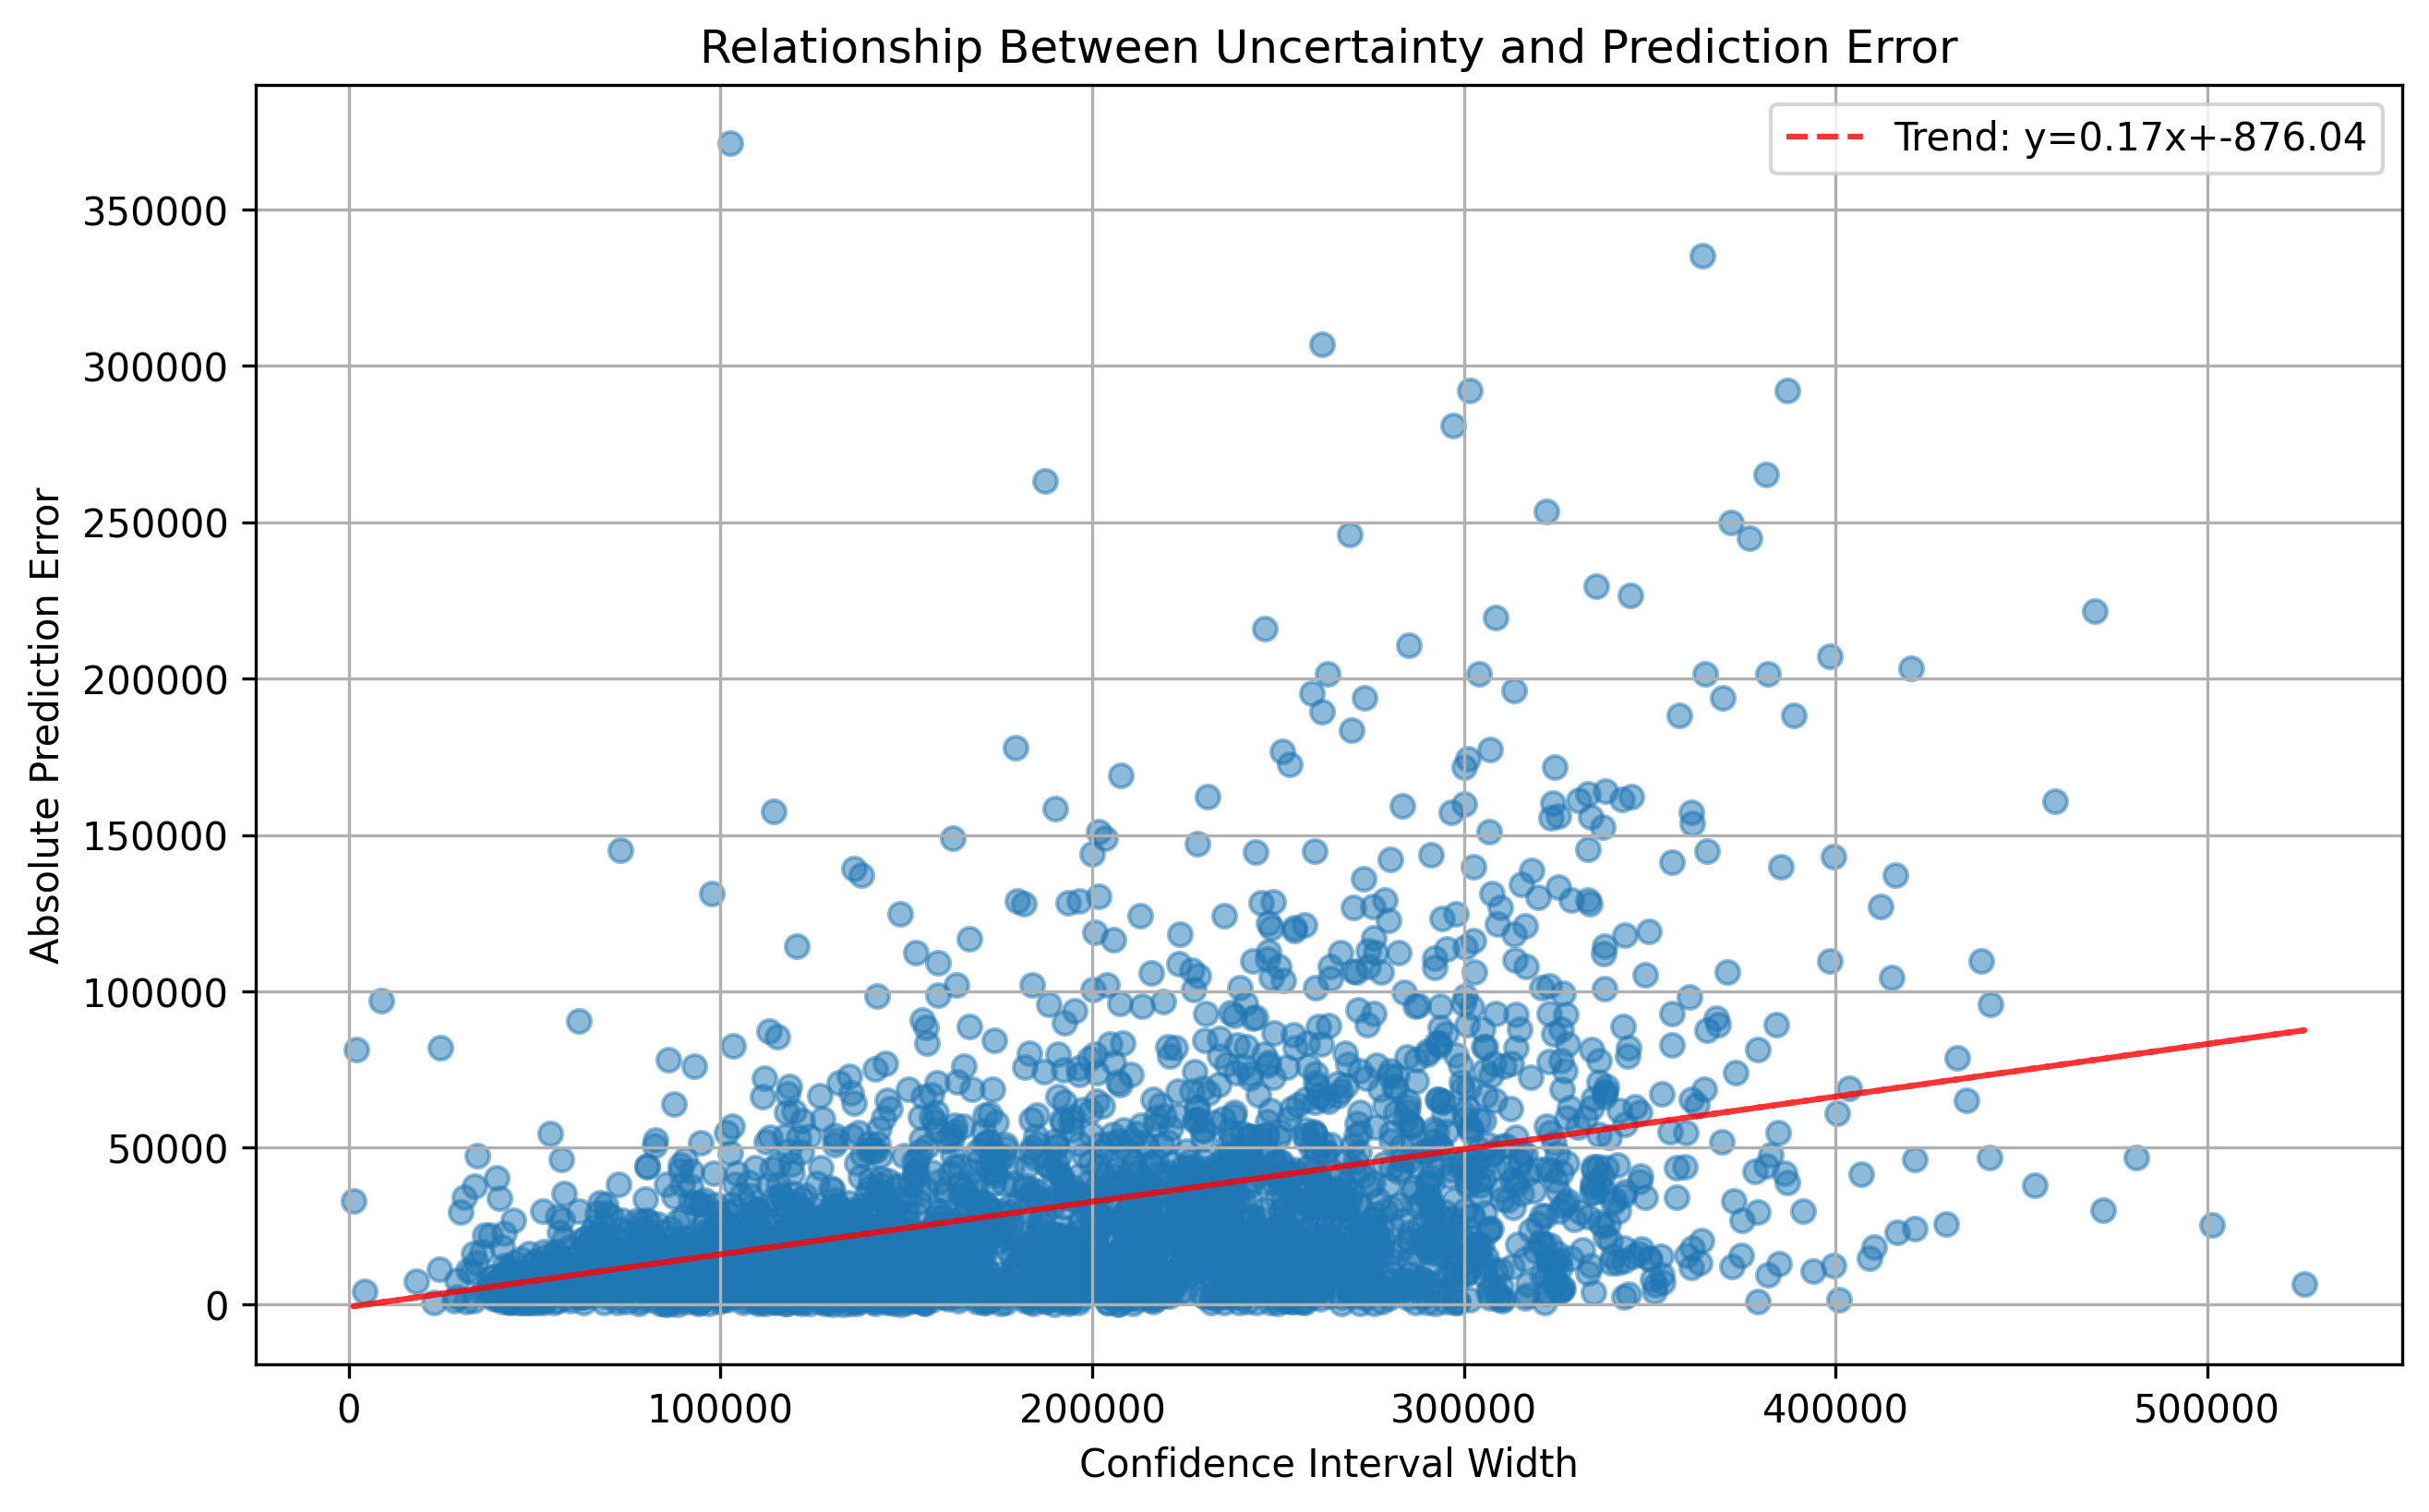 Relationship Between Uncertainty and Prediction Error
Trend: y=0.17x+-876.04
Absolute Prediction Error
350000
300000
250000
200000
150000
100000
50000
0
0 100000 200000 300000 400000 500000
Confidence Interval Width